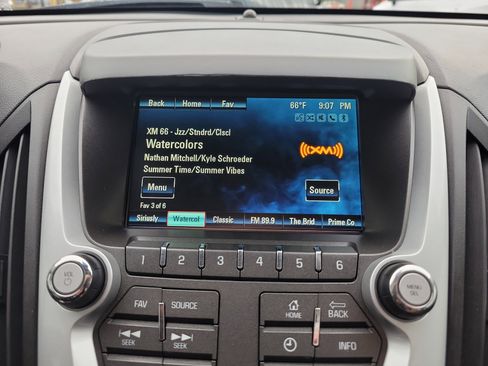 Back Home Fav 66°F 9:07 PM
XM 66 - Jzz/Stndrd/Clscl
Watercolors
((XM))
Nathan Mitchell/Kyle Schroeder
Summer Time/Summer Vibes
Menu Source
Fav 3 of 6
Siriusly Watercol Classic FM 89.9 The Brid Prime Co
1 2 3 4 5 6
VOL
FAV SOURCE HOME BACK
MENU
SEL
SEEK SEEK INFO